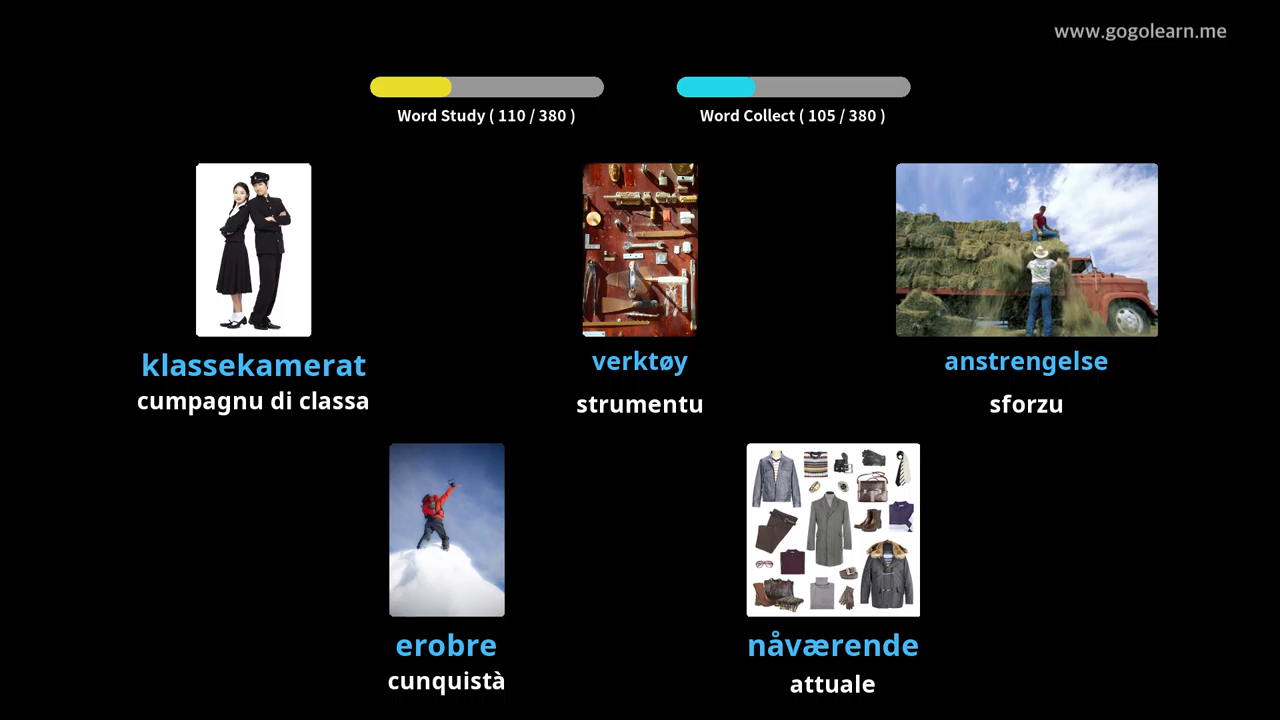 www.gogolearn.me
Word Study ( 110 / 380 )
Word Collect ( 105 / 380 )
klassekamerat
cumpagnu di classa
verktøy
strumentu
anstrengelse
sforzu
erobre
cunquistà
nåværende
attuale